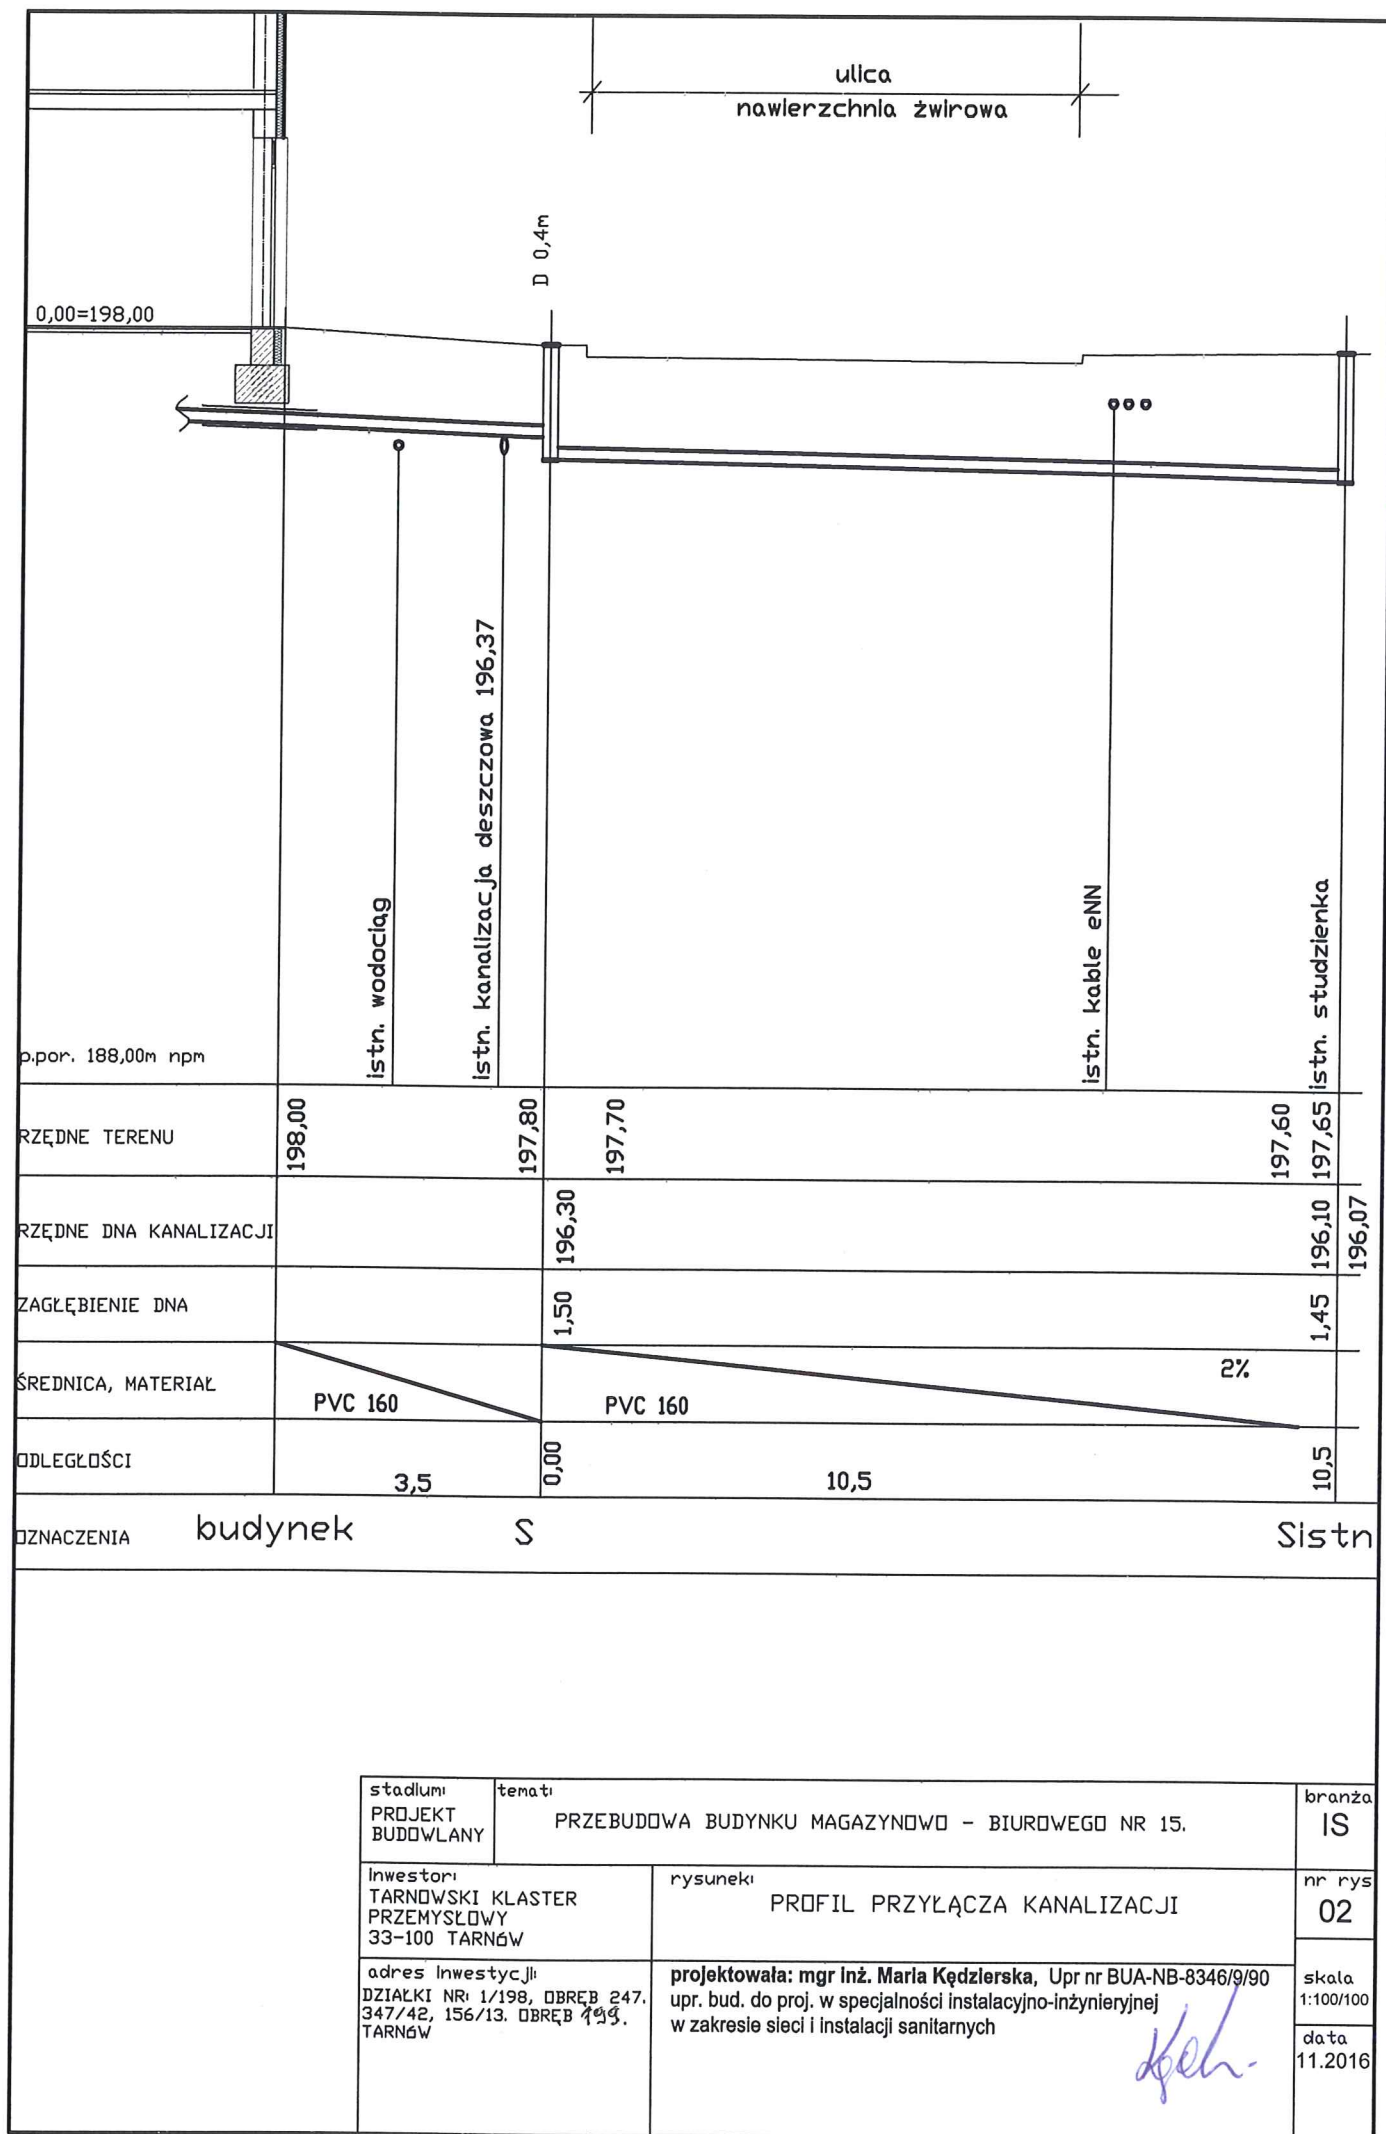 ulica
nawierzchnia żwirowa
D 0,4m
0,00=198,00
istn. wodociąg
istn. kanalizacja deszczowa 196,37
istn. kable eNN
istn. studzienka
p.por. 188,00m npm
RZĘDNE TERENU
198,00
197,80
197,70
197,60
197,65
RZĘDNE DNA KANALIZACJI
196,30
196,10
196,07
ZAGŁĘBIENIE DNA
1,50
1,45
ŚREDNICA, MATERIAŁ
PVC 160
PVC 160
2%
ODLEGŁOŚCI
3,5
0,00
10,5
10,5
OZNACZENIA
budynek
S
Sistn
stadium:
PROJEKT
BUDOWLANY
temat:
PRZEBUDOWA BUDYNKU MAGAZYNOWO - BIUROWEGO NR 15.
branża
IS
Inwestor:
TARNOWSKI KLASTER
PRZEMYSŁOWY
33-100 TARNÓW
rysunek:
PROFIL PRZYŁĄCZA KANALIZACJI
nr rys
02
adres Inwestycji:
DZIAŁKI NR: 1/198, OBRĘB 247.
347/42, 156/13. OBRĘB 199.
TARNÓW
projektowała: mgr inż. Maria Kędzierska, Upr nr BUA-NB-8346/9/90
upr. bud. do proj. w specjalności instalacyjno-inżynieryjnej
w zakresie sieci i instalacji sanitarnych
skala
1:100/100
data
11.2016